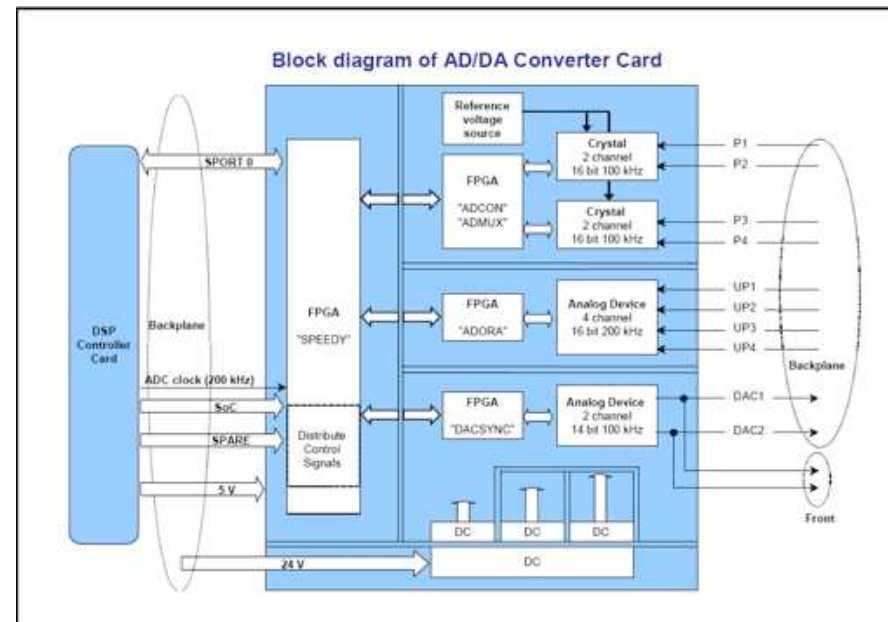 Block diagram of AD/DA Converter Card
DSP
Controller
Card
Backplane
SPORT 0
ADC clock (200 kHz)
SoC
SPARE
5 V
24 V
FPGA
"SPEEDY"
Distribute
Control
Signals
Reference
voltage
source
FPGA
"ADCON"
"ADMUX"
Crystal
2 channel
16 bit 100 kHz
Crystal
2 channel
16 bit 100 kHz
P1
P2
P3
P4
FPGA
"ADORA"
Analog Device
4 channel
16 bit 200 kHz
UP1
UP2
UP3
UP4
Backplane
FPGA
"DACSYNC"
Analog Device
2 channel
14 bit 100 kHz
DAC1
DAC2
Front
DC
DC
DC
DC